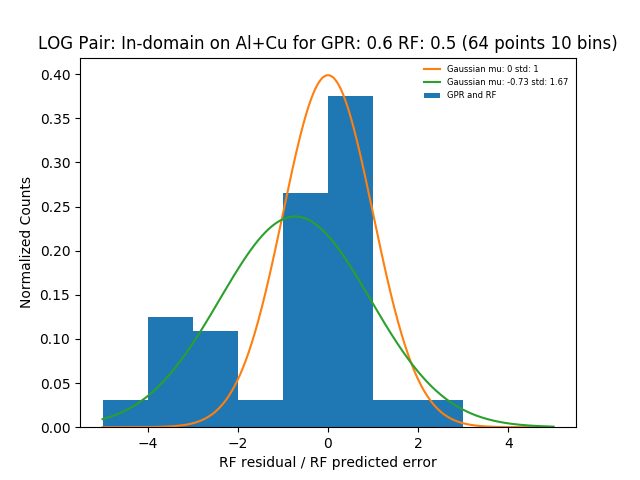 LOG Pair: In-domain on Al+Cu for GPR: 0.6 RF: 0.5 (64 points 10 bins)
Gaussian mu: 0 std: 1
Gaussian mu: -0.73 std: 1.67
GPR and RF
Normalized Counts
0.40
0.35
0.30
0.25
0.20
0.15
0.10
0.05
0.00
−4 −2 0 2 4
RF residual / RF predicted error